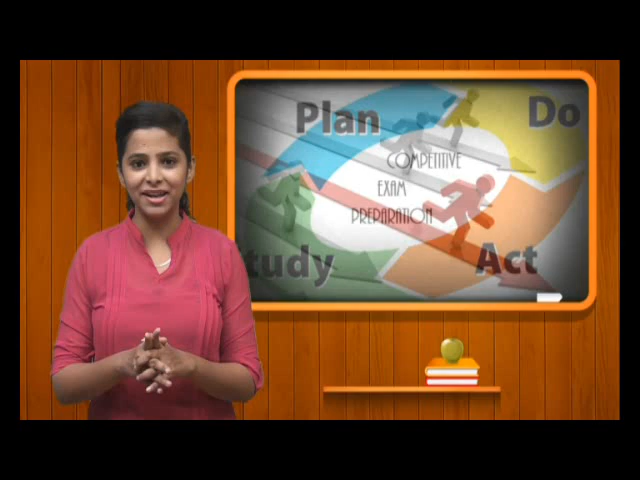 Plan
Do
COMPETITIVE
EXAM
PREPARATION
tudy
Act